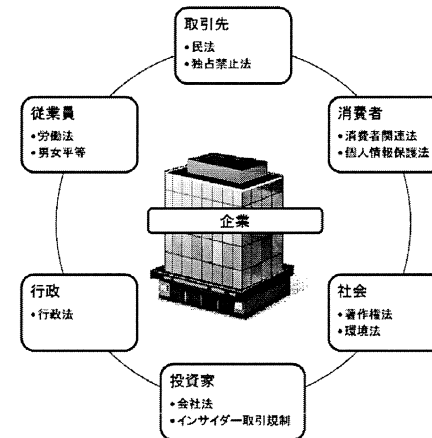 取引先
•民法
•独占禁止法
従業員
•労働法
•男女平等
消費者
•消費者関連法
•個人情報保護法
企業
行政
•行政法
社会
•著作権法
•環境法
投資家
•会社法
•インサイダー取引規制